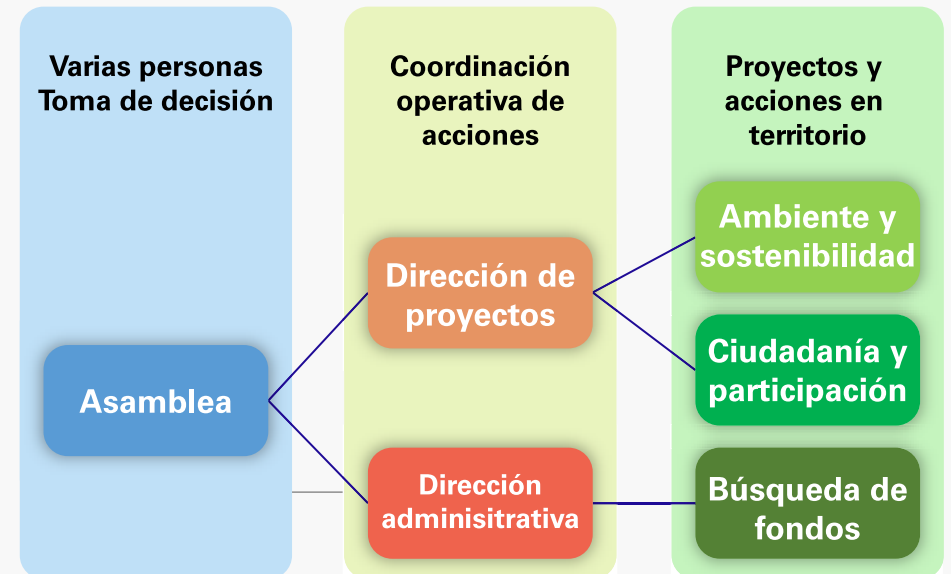 Varias personas
Toma de decisión
Asamblea
Coordinación
operativa de
acciones
Dirección de
proyectos
Dirección
adminisitrativa
Proyectos y
acciones en
territorio
Ambiente y
sostenibilidad
Ciudadanía y
participación
Búsqueda de
fondos